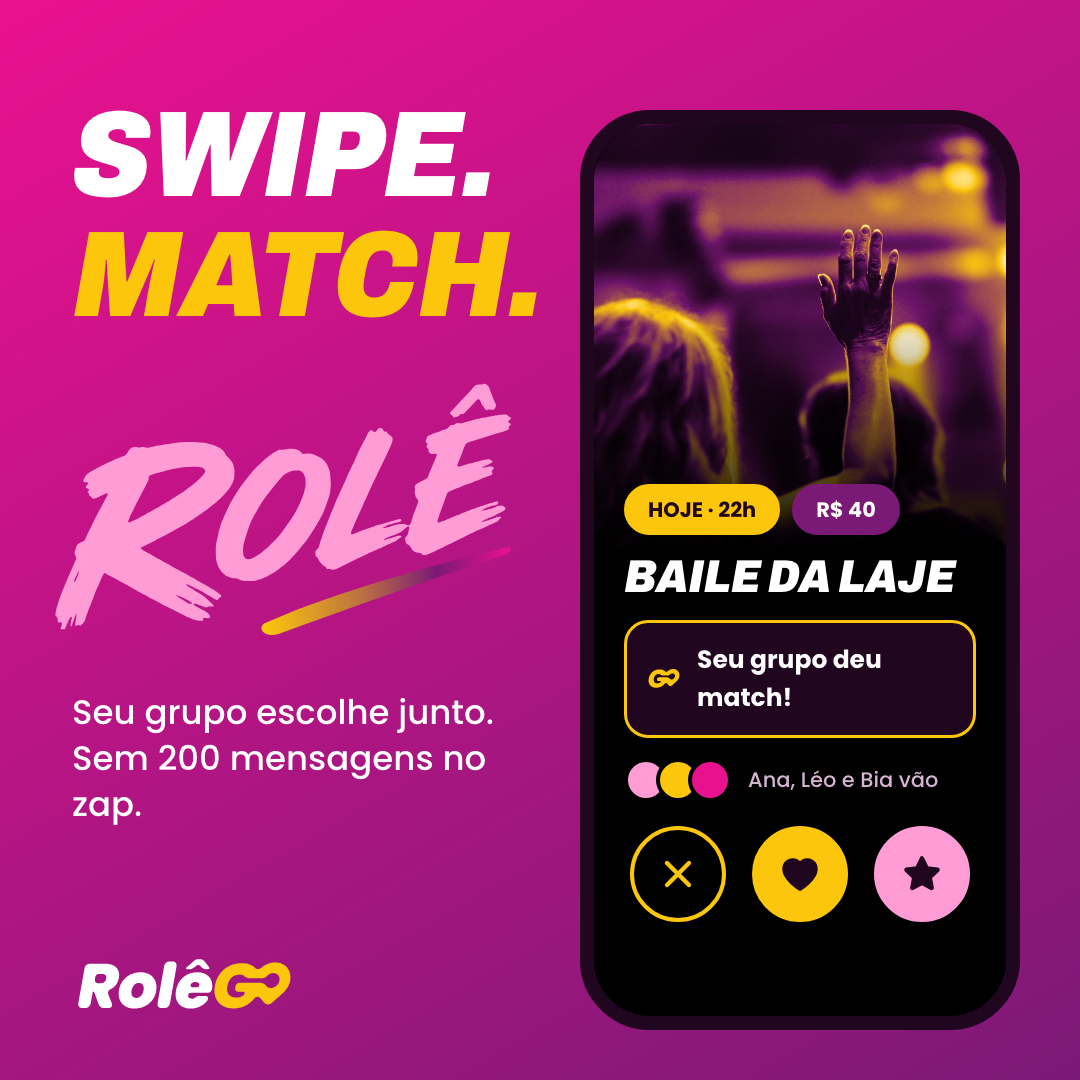 SWIPE.
MATCH.
ROLÊ
Seu grupo escolhe junto.
Sem 200 mensagens no
zap.
RolêGO
HOJE · 22h
R$ 40
BAILE DA LAJE
GO
Seu grupo deu
match!
Ana, Léo e Bia vão